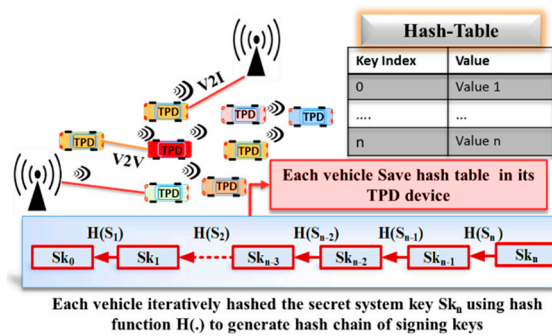 Hash-Table
Key Index Value
0 Value 1
.... ...
n Value n
V2I
TPD
TPD TPD
TPD TPD TPD
V2V
TPD TPD
Each vehicle Save hash table in its
TPD device
H(S₁) H(S₂) H(Sₙ₋₂) H(Sₙ₋₁) H(Sₙ)
Sk₀ Sk₁ Skₙ₋₃ Skₙ₋₂ Skₙ₋₁ Skₙ
Each vehicle iteratively hashed the secret system key Skₙ using hash
function H(.) to generate hash chain of signing keys